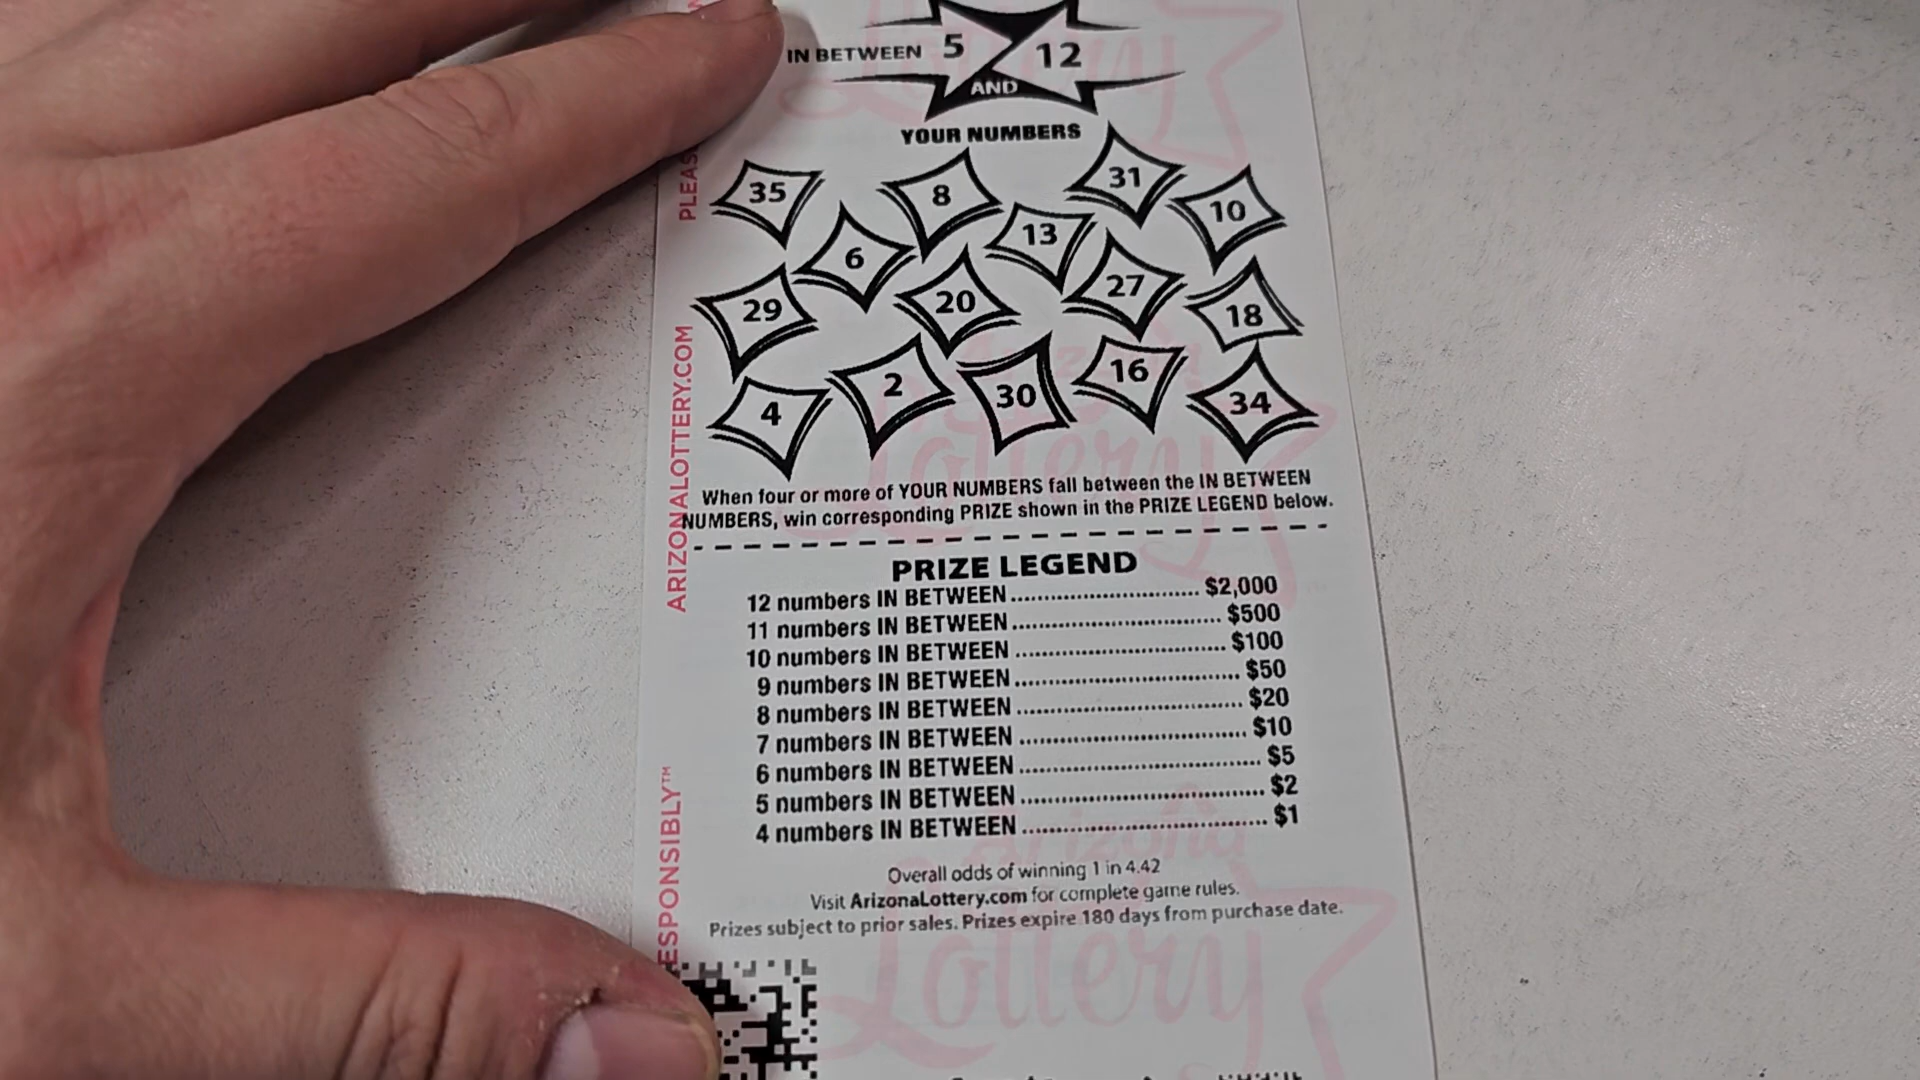 IN BETWEEN 5 AND 12
YOUR NUMBERS
35 8 31 10
6 13
29 20 27 18
4 2 30 16 34
When four or more of YOUR NUMBERS fall between the IN BETWEEN
NUMBERS, win corresponding PRIZE shown in the PRIZE LEGEND below.
PRIZE LEGEND
12 numbers IN BETWEEN ............................ $2,000
11 numbers IN BETWEEN ............................... $500
10 numbers IN BETWEEN ............................... $100
9 numbers IN BETWEEN ................................. $50
8 numbers IN BETWEEN ................................. $20
7 numbers IN BETWEEN ................................. $10
6 numbers IN BETWEEN ................................... $5
5 numbers IN BETWEEN ................................... $2
4 numbers IN BETWEEN ................................... $1
Overall odds of winning 1 in 4.42
Visit ArizonaLottery.com for complete game rules.
Prizes subject to prior sales. Prizes expire 180 days from purchase date.
ARIZONALOTTERY.COM
Arizona
Lottery
Arizona
Lottery